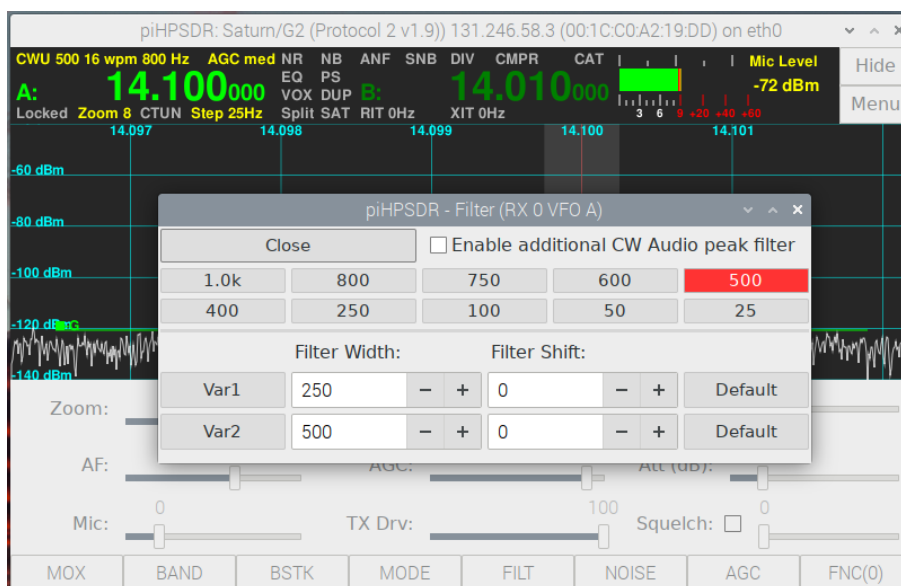 piHPSDR: Saturn/G2 (Protocol 2 v1.9)) 131.246.58.3 (00:1C:C0:A2:19:DD) on eth0
CWU 500 16 wpm 800 Hz AGC med NR NB ANF SNB DIV CMPR CAT Mic Level Hide
A: 14.100000 EQ PS VOX DUP B: 14.010000 -72 dBm
Locked Zoom 8 CTUN Step 25Hz Split SAT RIT 0Hz XIT 0Hz 3 6 9 +20 +40 +60 Menu
14.097 14.098 14.099 14.100 14.101
-60 dBm
piHPSDR - Filter (RX 0 VFO A)
-80 dBm
Close Enable additional CW Audio peak filter
-100 dBm
1.0k 800 750 600 500
400 250 100 50 25
-120 dBm G
Filter Width: Filter Shift:
-140 dBm
Var1 250 − + 0 − + Default
Zoom:
Var2 500 − + 0 − + Default
AF: AGC: Att (dB):
0 100 0
Mic: TX Drv: Squelch:
MOX BAND BSTK MODE FILT NOISE AGC FNC(0)